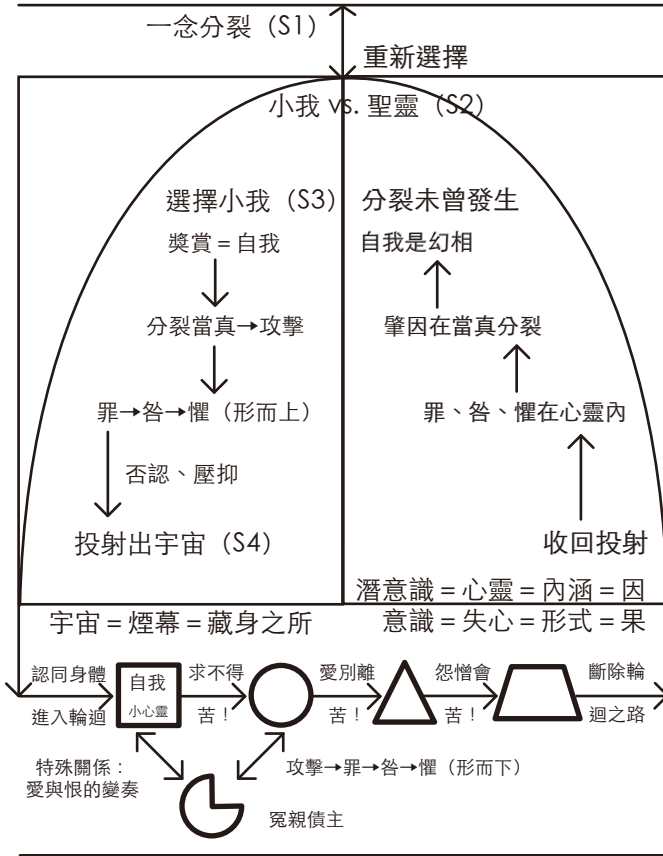 一念分裂（S1）
重新選擇
小我 vs. 聖靈（S2）
選擇小我（S3）
獎賞＝自我
分裂當真→攻擊
罪→咎→懼（形而上）
否認、壓抑
投射出宇宙（S4）
分裂未曾發生
自我是幻相
肇因在當真分裂
罪、咎、懼在心靈內
收回投射
潛意識＝心靈＝內涵＝因
宇宙＝煙幕＝藏身之所
意識＝失心＝形式＝果
認同身體
進入輪迴
自我
小心靈
求不得
苦！
愛別離
苦！
怨憎會
苦！
斷除輪
迴之路
特殊關係：
愛與恨的變奏
攻擊→罪→咎→懼（形而下）
冤親債主